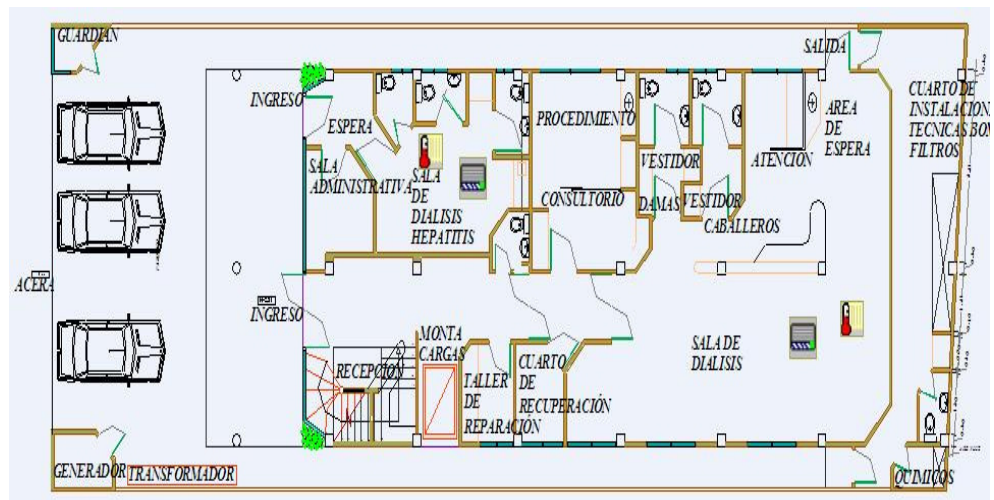 GUARDIAN
SALIDA
INGRESO
ESPERA
SALA
ADMINISTRATIVA
SALA
DE
DIALISIS
HEPATITIS
PROCEDIMIENTO
CONSULTORIO
VESTIDOR
DAMAS
VESTIDOR
CABALLEROS
ATENCION
AREA
DE
ESPERA
CUARTO DE
INSTALACION
TECNICAS BOM
FILTROS
ACERA
INGRESO
RECEPCION
MONTA
CARGAS
TALLER
DE
REPARACIÓN
CUARTO
DE
RECUPERACIÓN
SALA DE
DIALISIS
GENERADOR
TRANSFORMADOR
QUIMICOS